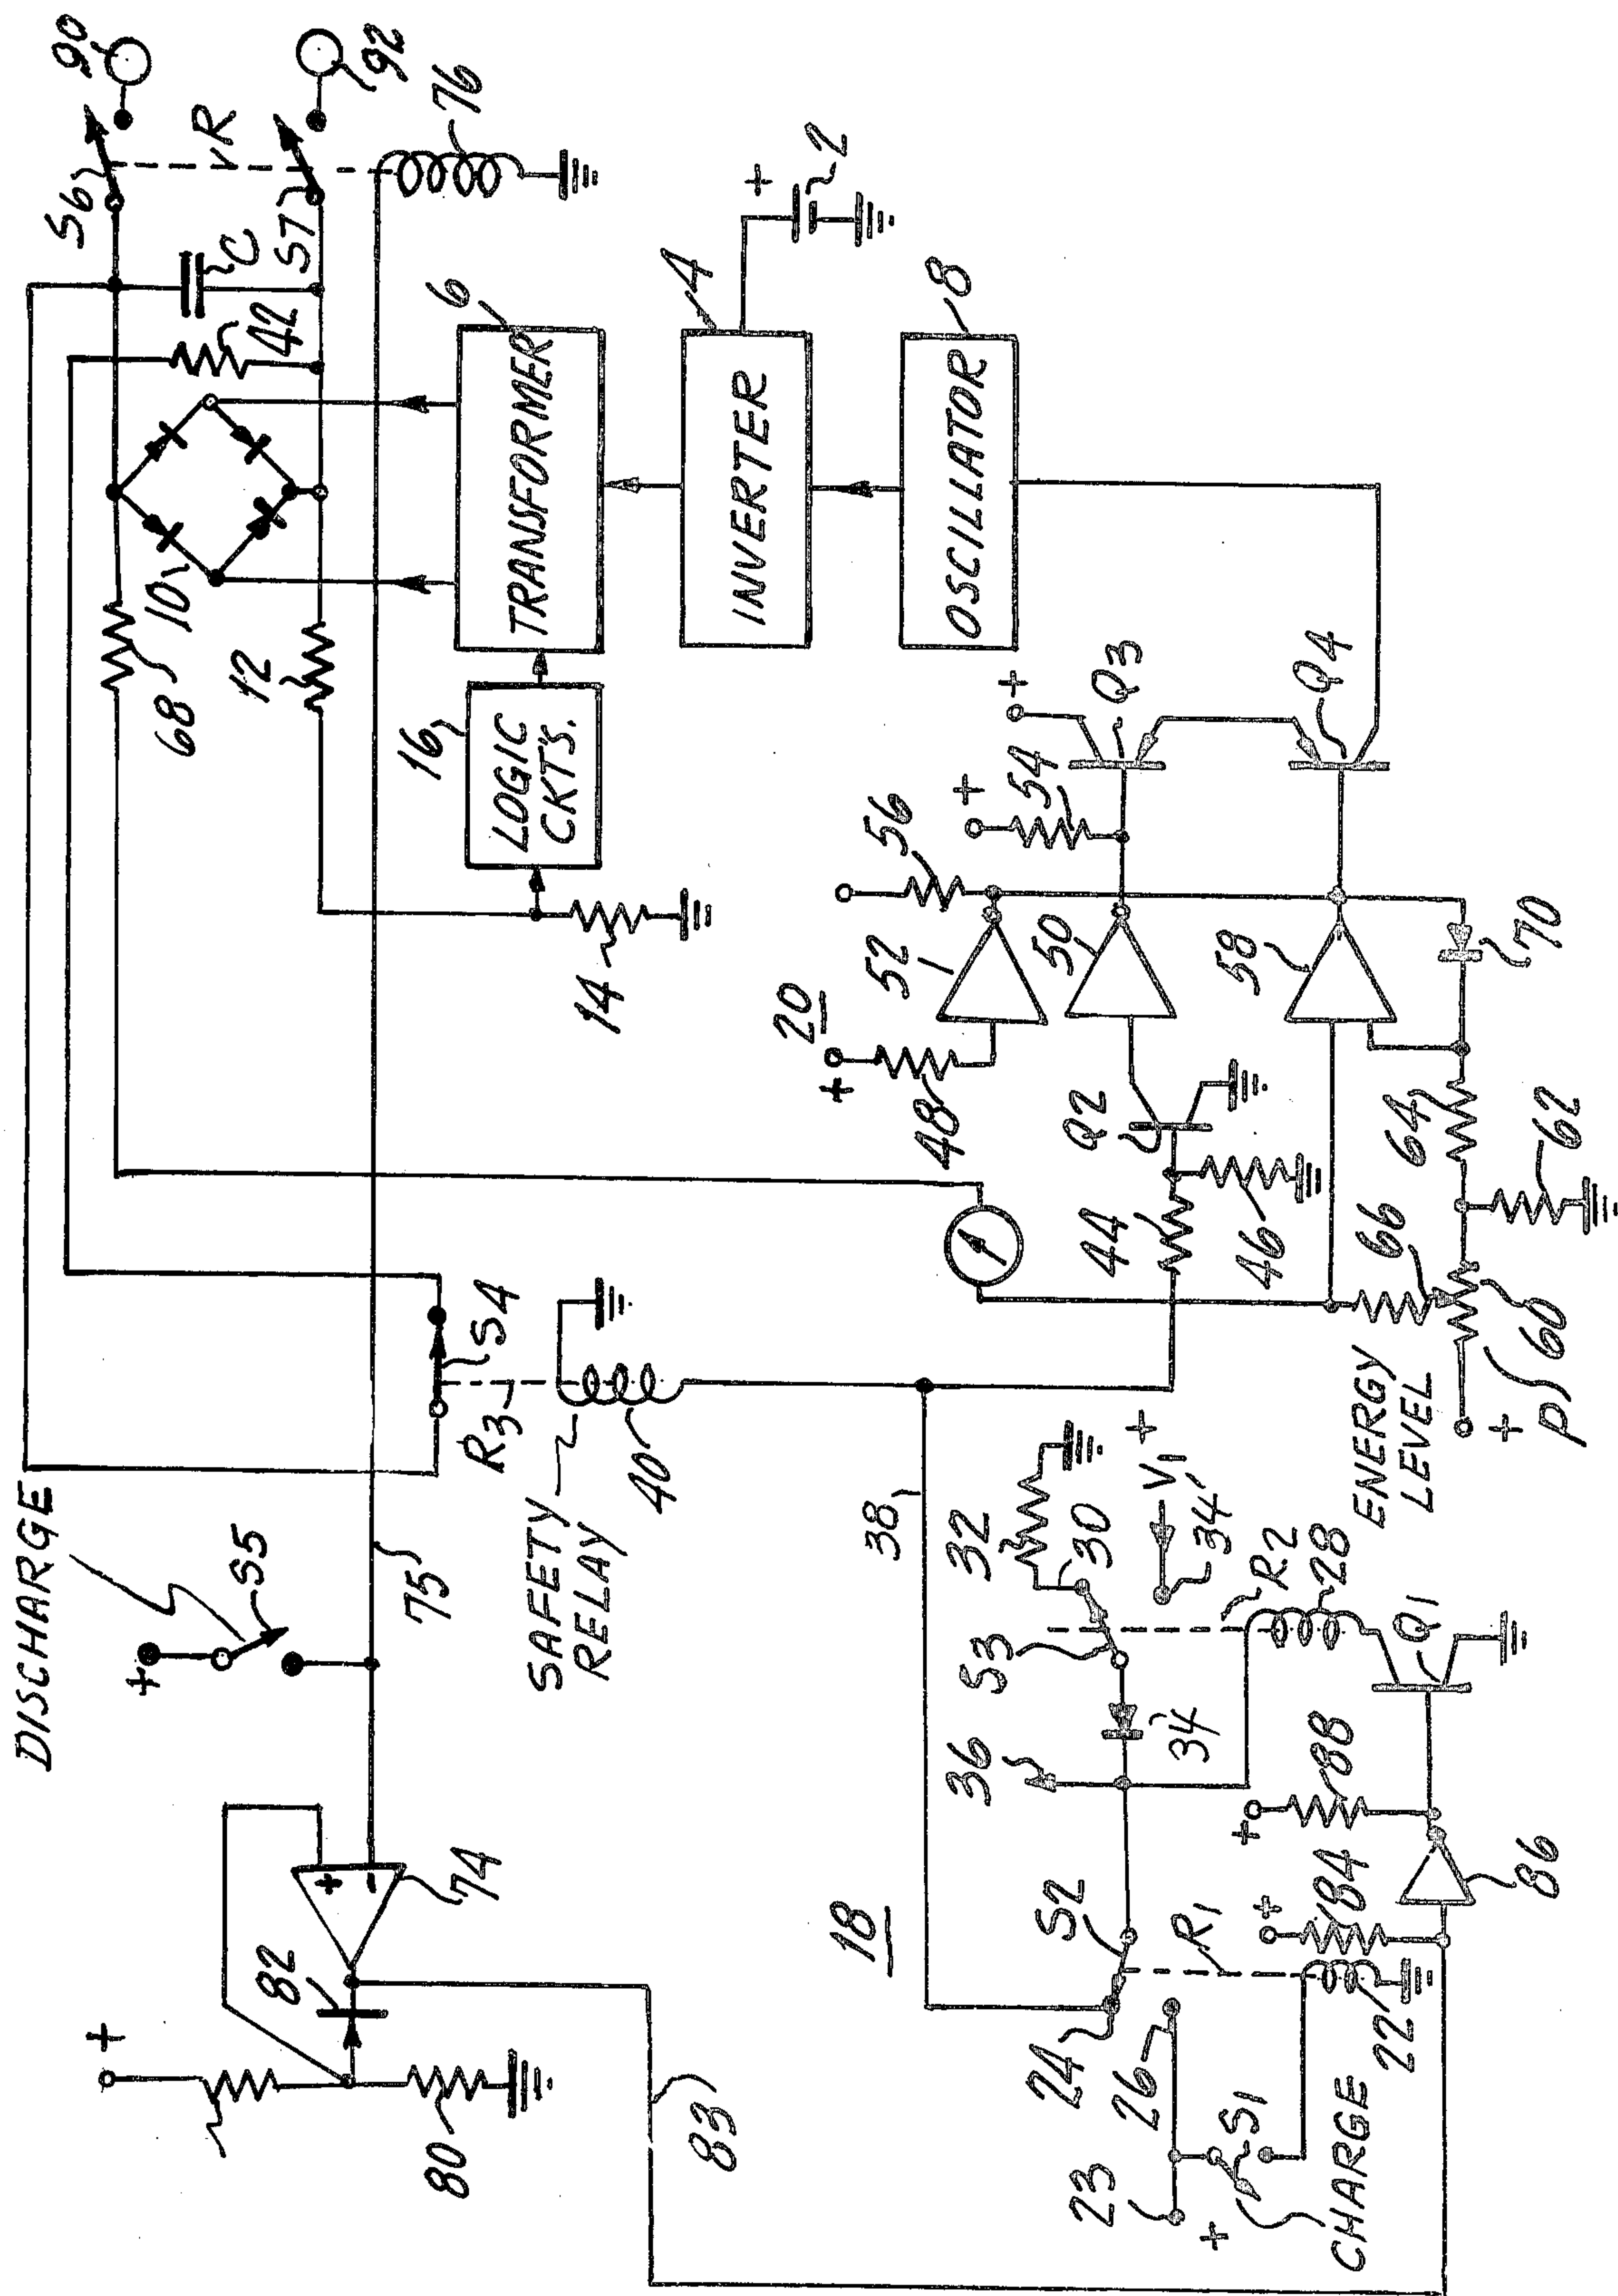 DISCHARGE
+
S5
75
74
+
-
82
+
80
83
S6
90
vR
S7
92
76
C
42
10
68
12
6
TRANSFORMER
16
LOGIC
CKT'S.
14
4
INVERTER
+
2
8
OSCILLATOR
R3
S4
SAFETY
RELAY
40
38
20
+
48
52
56
50
+
54
+
Q3
Q4
Q2
44
46
58
70
64
62
66
60
P
+
ENERGY
LEVEL
18
36
S3
34
32
30
V1 +
34'
R2
28
Q1
S2
R1
24
26
23
+
S1
CHARGE
22
+
84
+
88
86